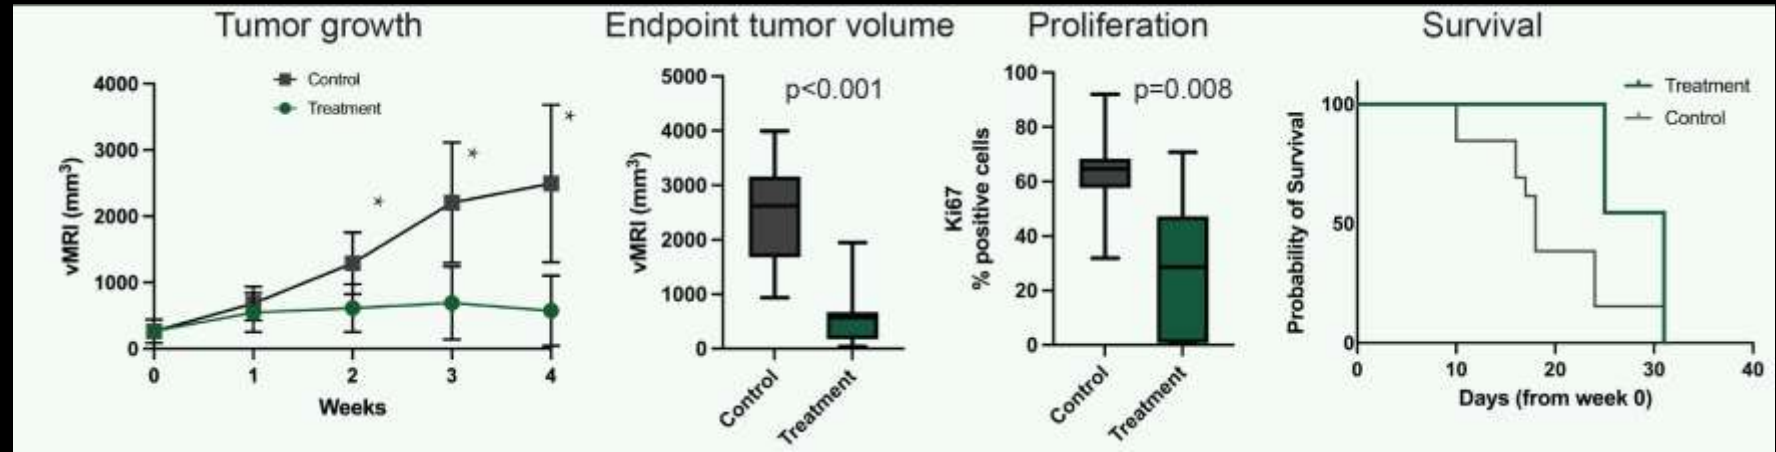 Tumor growth
Control
Treatment
vMRI (mm³)
4000
3000
2000
1000
0
0 1 2 3 4
Weeks
*
*
*
Endpoint tumor volume
p<0.001
vMRI (mm³)
5000
4000
3000
2000
1000
0
Control
Treatment
Proliferation
p=0.008
Ki67
% positive cells
100
80
60
40
20
0
Control
Treatment
Survival
Treatment
Control
Probability of Survival
100
50
0
0 10 20 30 40
Days (from week 0)